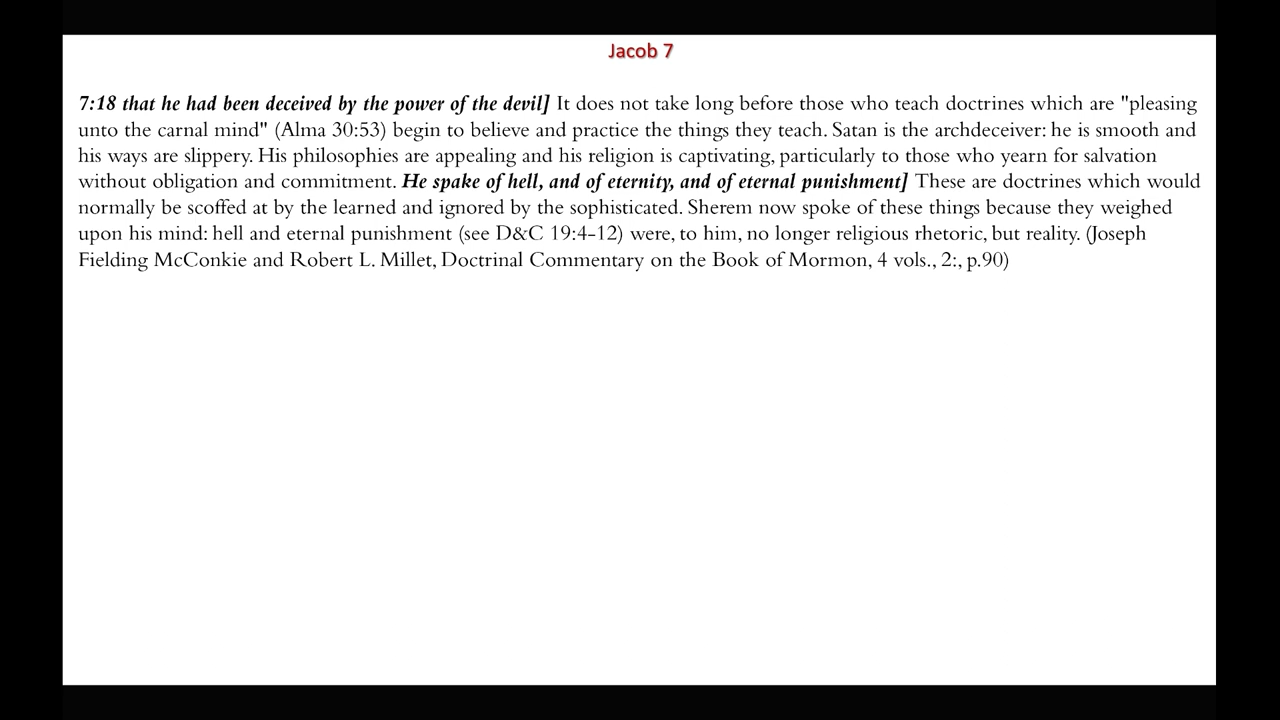 Jacob 7
7:18 that he had been deceived by the power of the devil] It does not take long before those who teach doctrines which are "pleasing
unto the carnal mind" (Alma 30:53) begin to believe and practice the things they teach. Satan is the archdeceiver: he is smooth and
his ways are slippery. His philosophies are appealing and his religion is captivating, particularly to those who yearn for salvation
without obligation and commitment. He spake of hell, and of eternity, and of eternal punishment] These are doctrines which would
normally be scoffed at by the learned and ignored by the sophisticated. Sherem now spoke of these things because they weighed
upon his mind: hell and eternal punishment (see D&C 19:4-12) were, to him, no longer religious rhetoric, but reality. (Joseph
Fielding McConkie and Robert L. Millet, Doctrinal Commentary on the Book of Mormon, 4 vols., 2:, p.90)